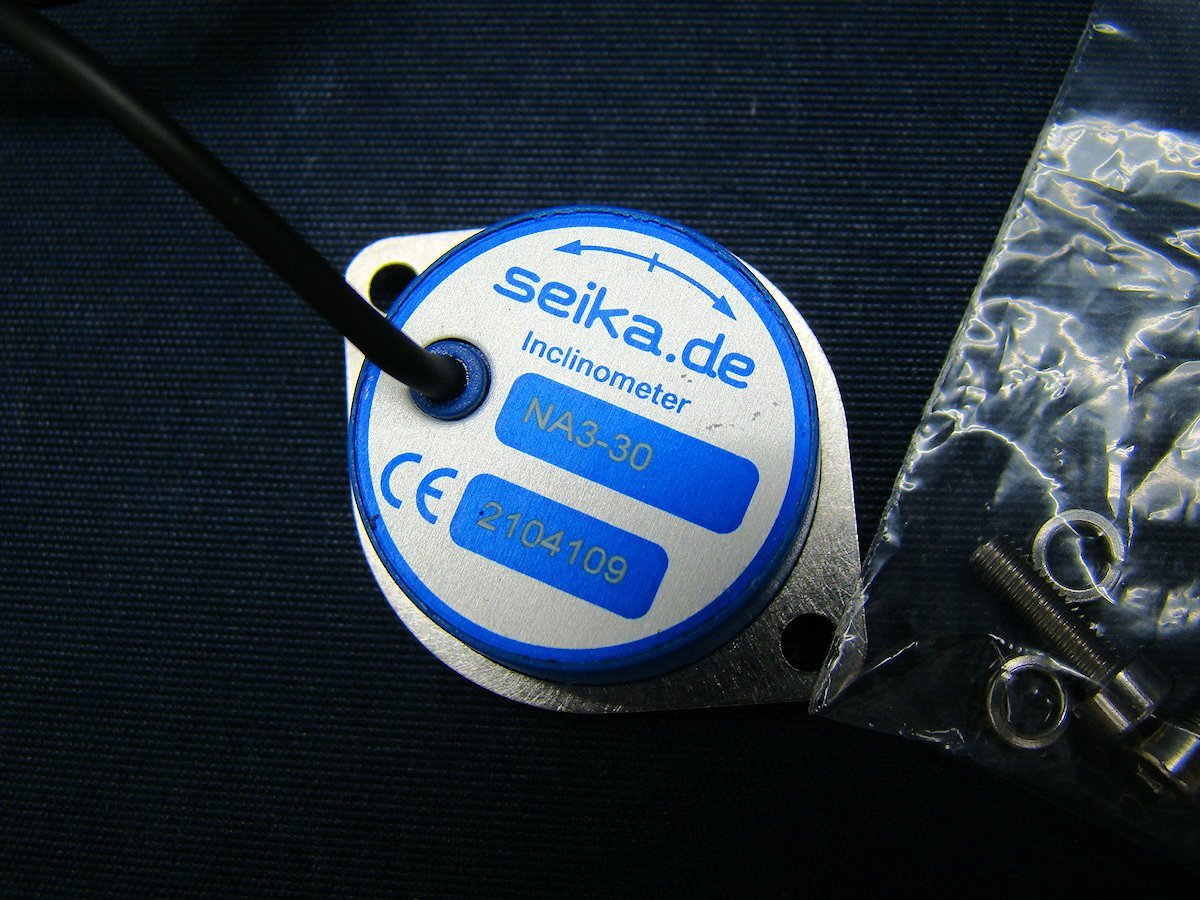 seika.de
Inclinometer
NA3-30
CE
2104109